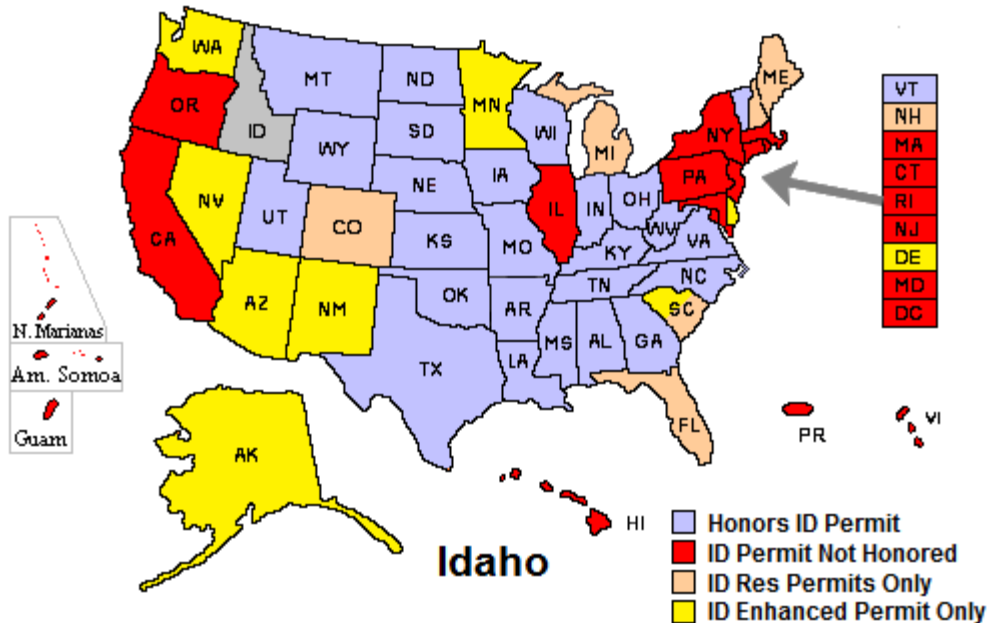 WA
MT
ND
MN
ME
VT
OR
ID
SD
WI
NH
WY
MI
NY
MA
IA
PA
CT
NE
NV
UT
CO
IL
IN
OH
WV
RI
CA
KS
MO
KY
VA
NJ
DE
AZ
NM
OK
AR
TN
NC
SC
MD
DC
N. Marianas
TX
LA
MS
AL
GA
Am. Somoa
FL
Guam
PR
VI
AK
HI
Idaho
Honors ID Permit
ID Permit Not Honored
ID Res Permits Only
ID Enhanced Permit Only